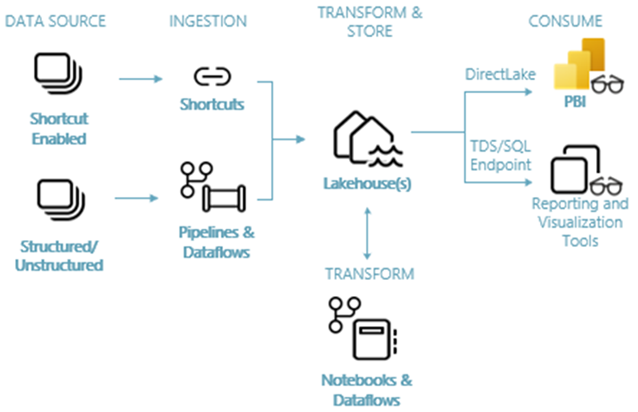 DATA SOURCE
INGESTION
TRANSFORM &
STORE
CONSUME
Shortcut
Enabled
Shortcuts
DirectLake
PBI
Structured/
Unstructured
Pipelines &
Dataflows
Lakehouse(s)
TDS/SQL
Endpoint
Reporting and
Visualization
Tools
TRANSFORM
Notebooks &
Dataflows